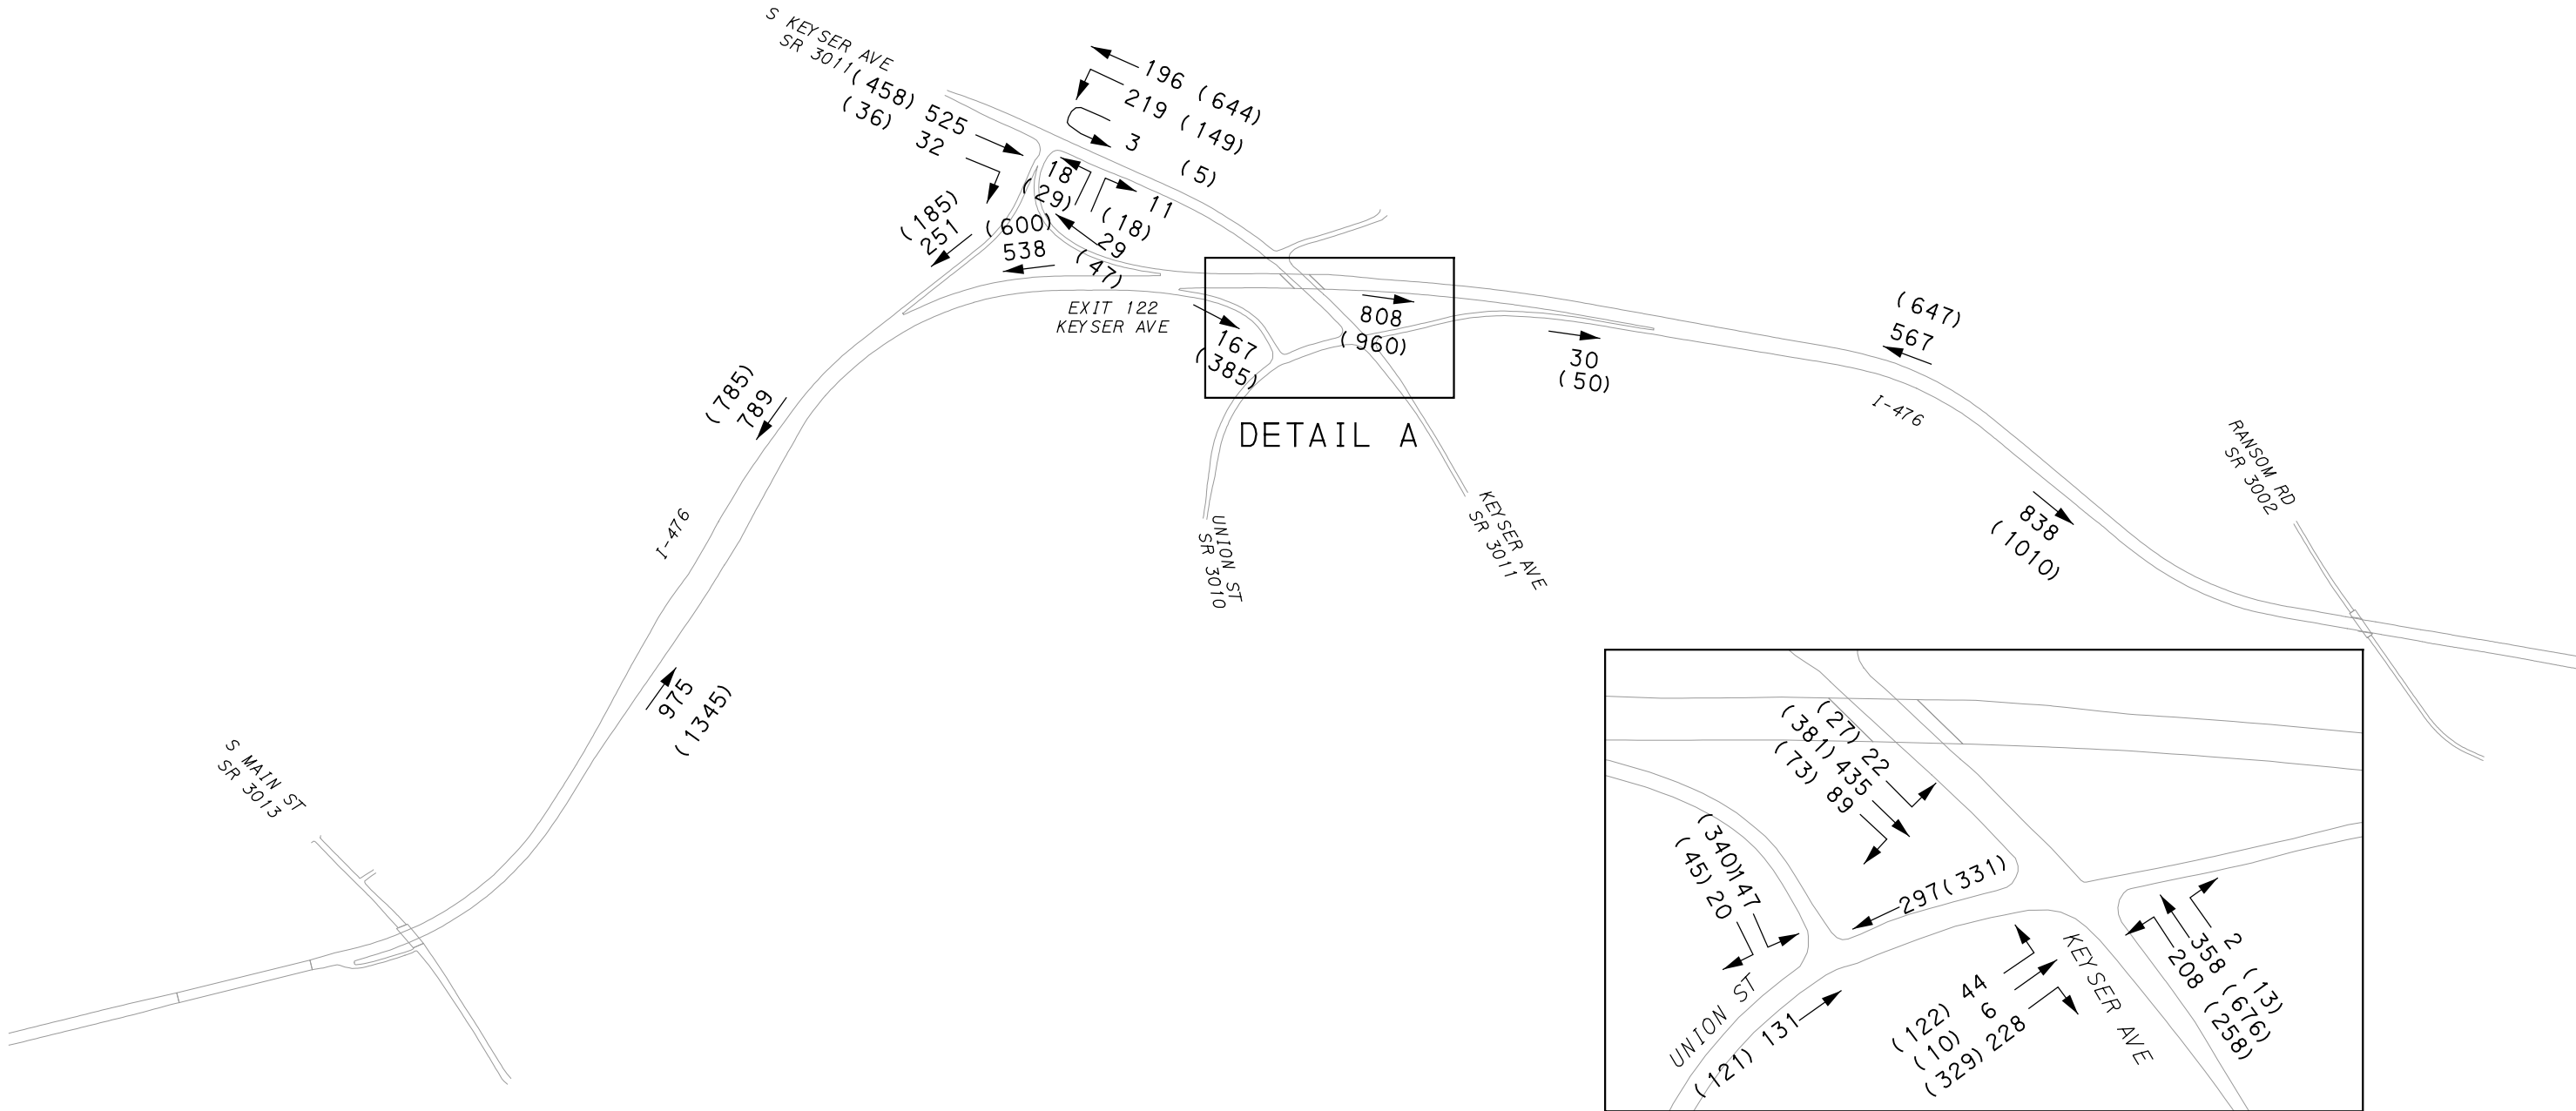 S KEYSER AVE
SR 3011
(458) 525
(36) 32
196 (644)
219 (149)
3 (5)
18
(29)
11
(18)
29
(47)
(185)
251
(600)
538
EXIT 122
KEYSER AVE
167
(385)
808
(960)
30
(50)
(647)
567
I-476
838
(1010)
RANSOM RD
SR 3002
DETAIL A
(785)
789
I-476
975
(1345)
UNION ST
SR 3010
KEYSER AVE
SR 3011
S MAIN ST
SR 3013
(27) 22
(381) 435
(73) 89
(340) 147
(45) 20
297 (331)
UNION ST
(121) 131
(122) 44
(10) 6
(329) 228
KEYSER AVE
2 (13)
358 (676)
208 (258)